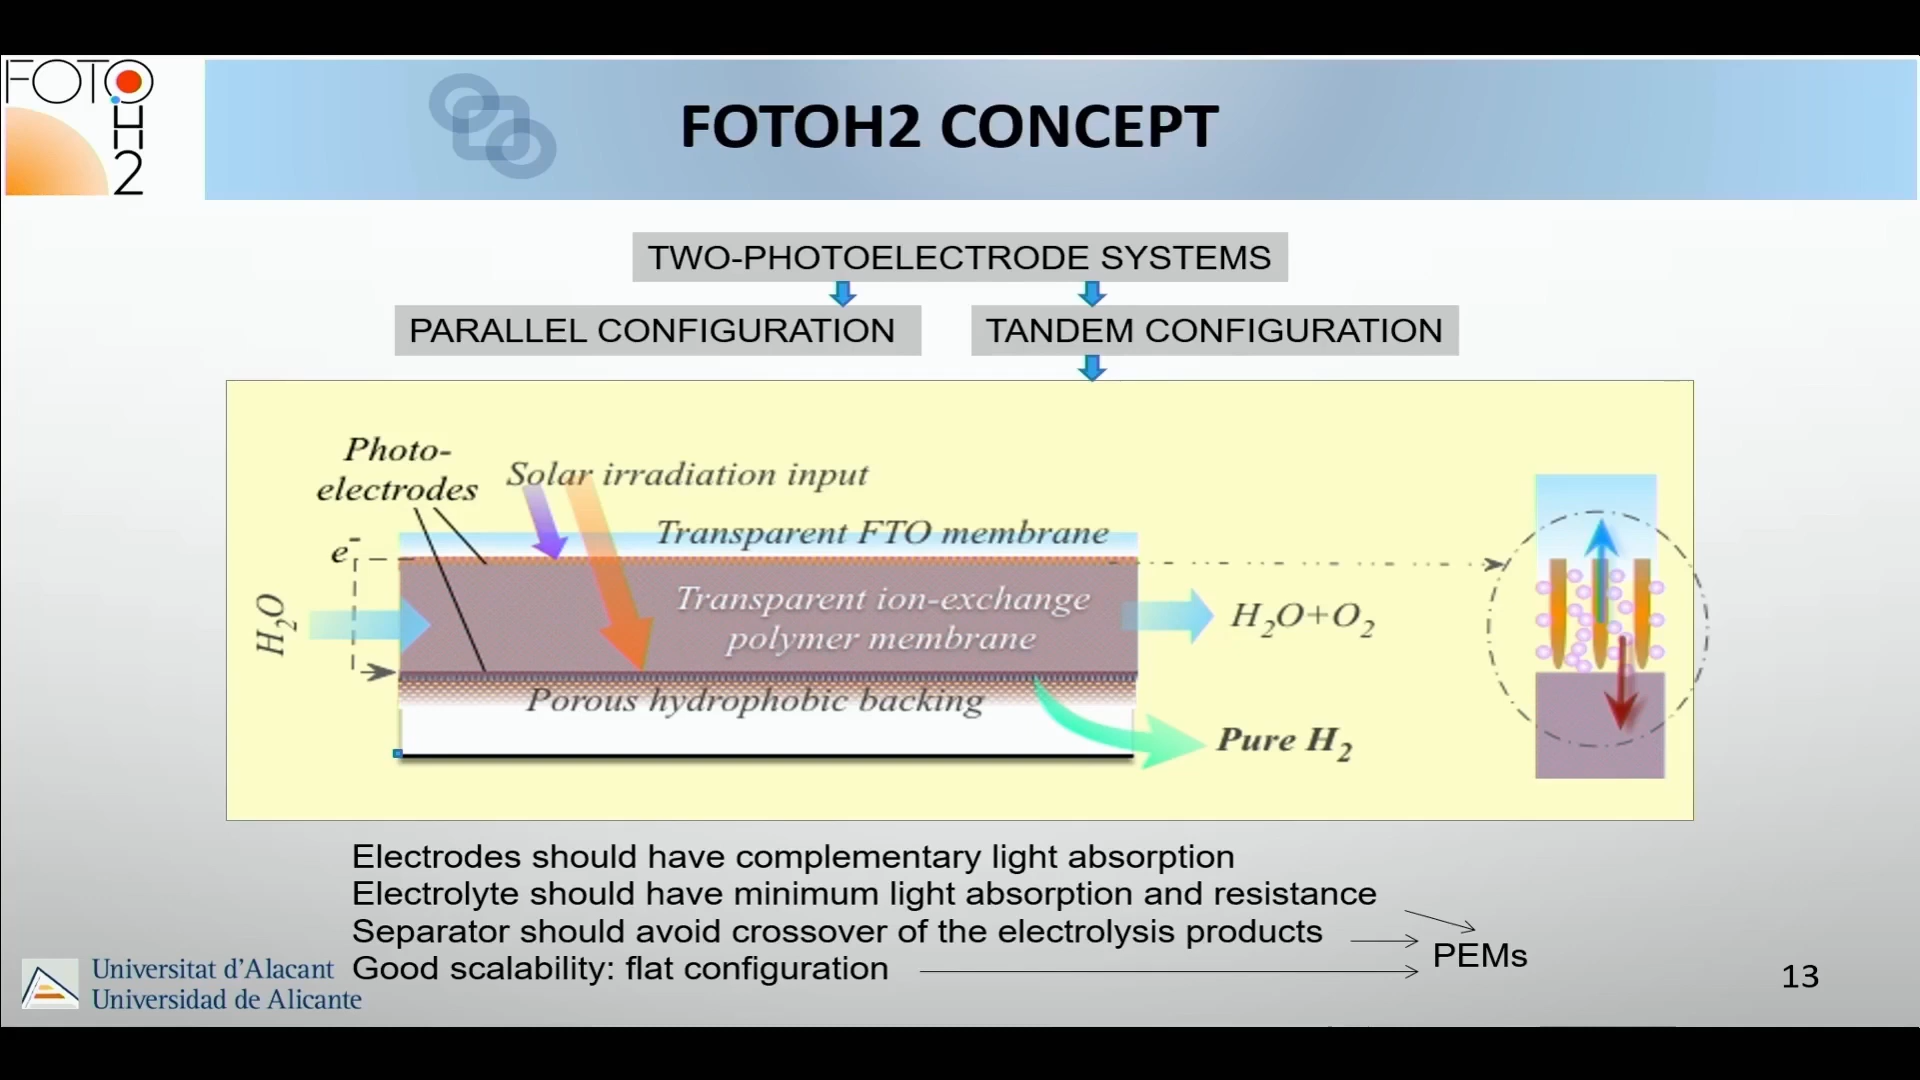 FOTO
H2
FOTOH2 CONCEPT
TWO-PHOTOELECTRODE SYSTEMS
PARALLEL CONFIGURATION
TANDEM CONFIGURATION
Photo-
electrodes
Solar irradiation input
Transparent FTO membrane
e⁻
H₂O
Transparent ion-exchange
polymer membrane
H₂O+O₂
Porous hydrophobic backing
Pure H₂
Electrodes should have complementary light absorption
Electrolyte should have minimum light absorption and resistance
Separator should avoid crossover of the electrolysis products
Good scalability: flat configuration
PEMs
Universitat d'Alacant
Universidad de Alicante
13